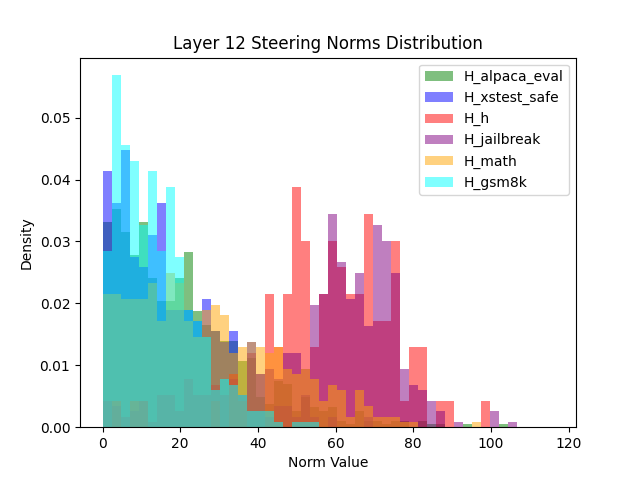 Layer 12 Steering Norms Distribution
H_alpaca_eval
H_xstest_safe
H_h
H_jailbreak
H_math
H_gsm8k
Density
0.05
0.04
0.03
0.02
0.01
0.00
0
20
40
60
80
100
120
Norm Value